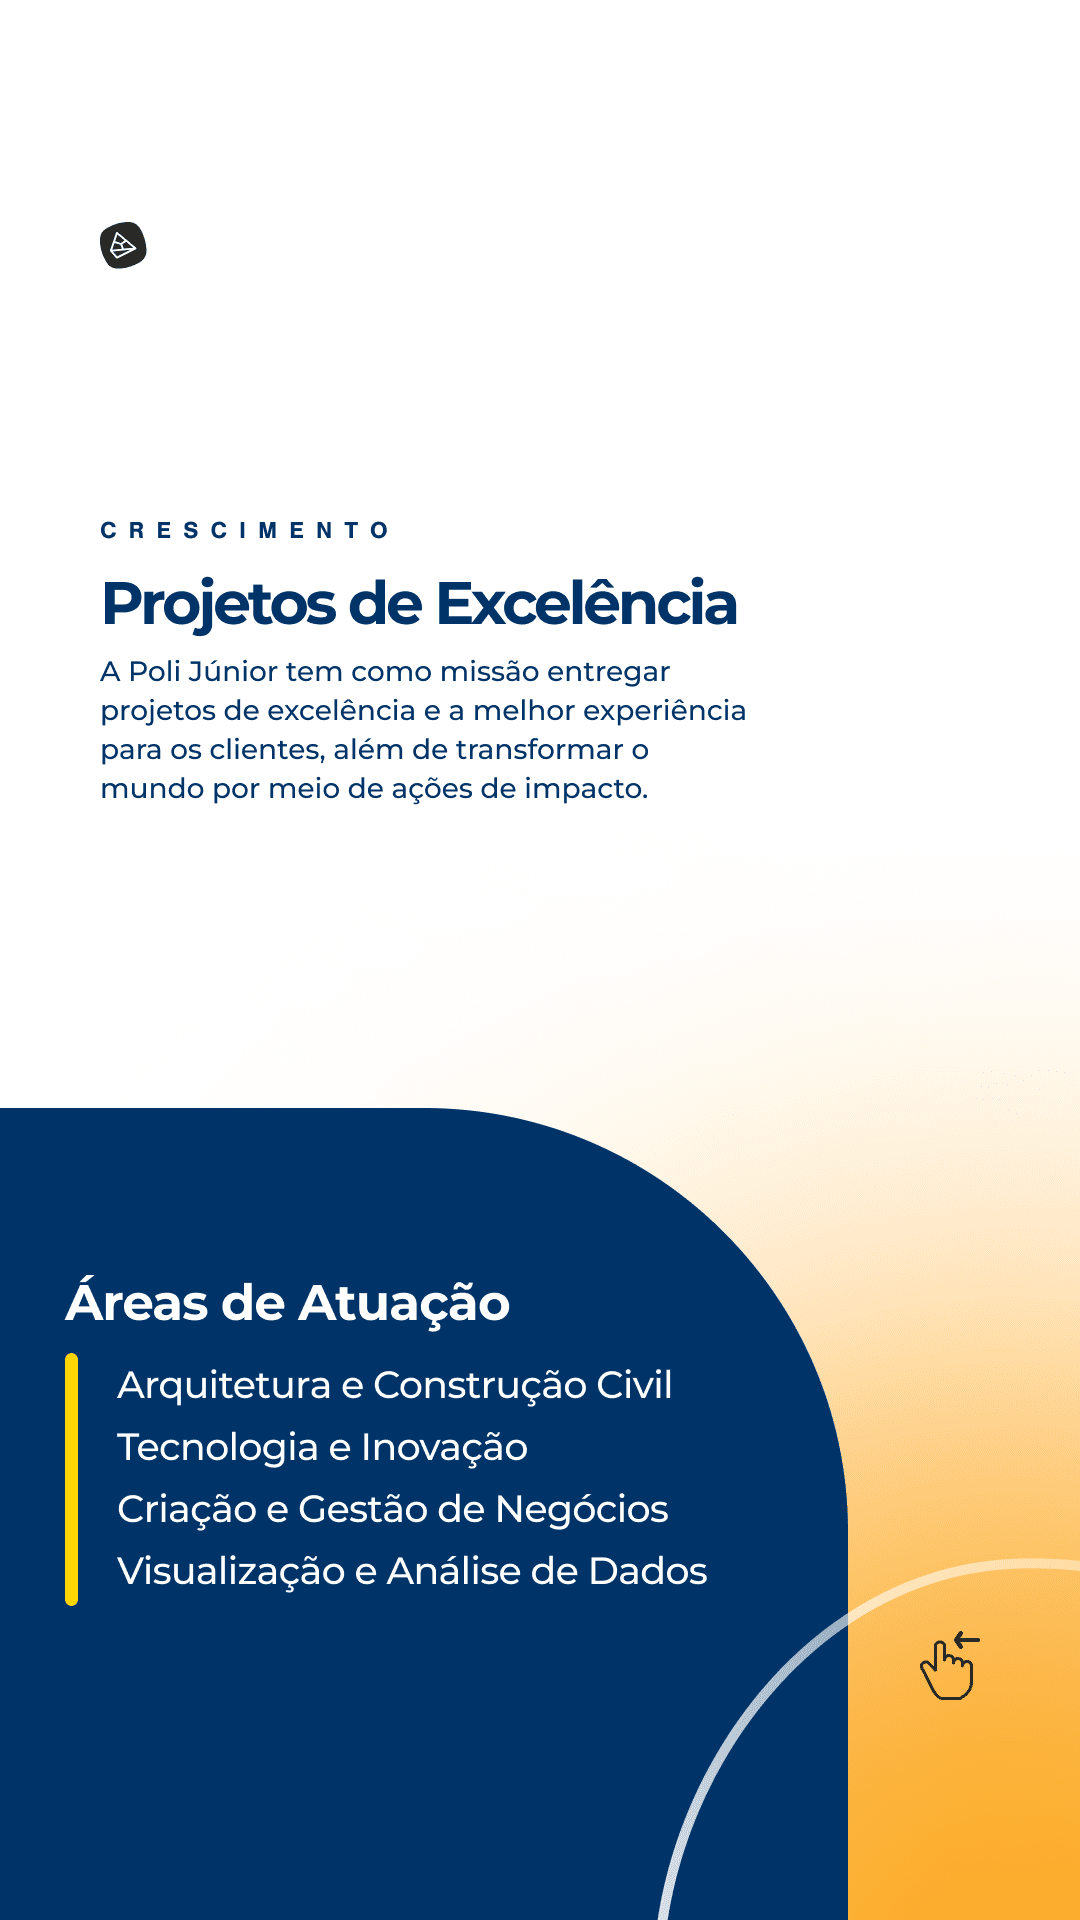 CRESCIMENTO
Projetos de Excelência
A Poli Júnior tem como missão entregar
projetos de excelência e a melhor experiência
para os clientes, além de transformar o
mundo por meio de ações de impacto.
Áreas de Atuação
Arquitetura e Construção Civil
Tecnologia e Inovação
Criação e Gestão de Negócios
Visualização e Análise de Dados